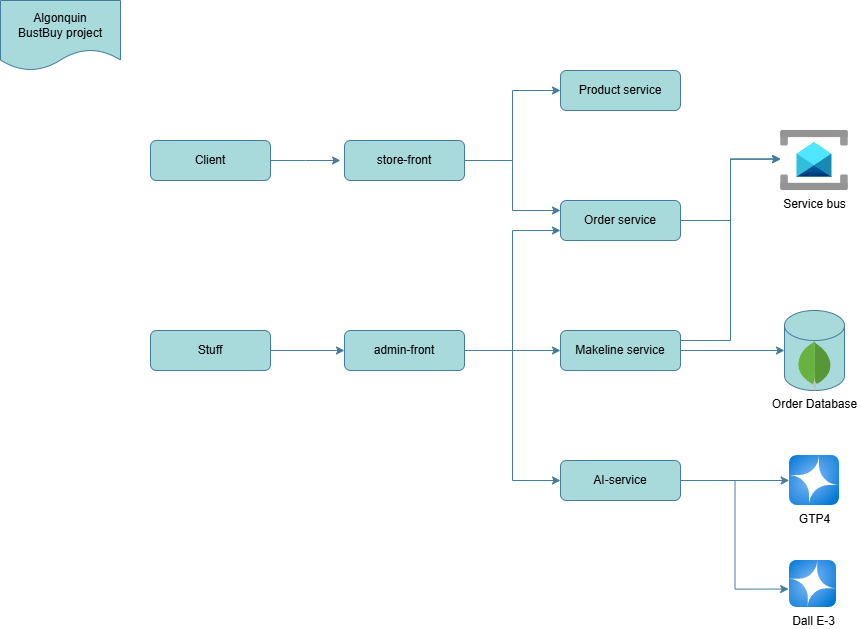 Algonquin
BustBuy project
Product service
Client
store-front
Service bus
Order service
Stuff
admin-front
Makeline service
Order Database
AI-service
GTP4
Dall E-3